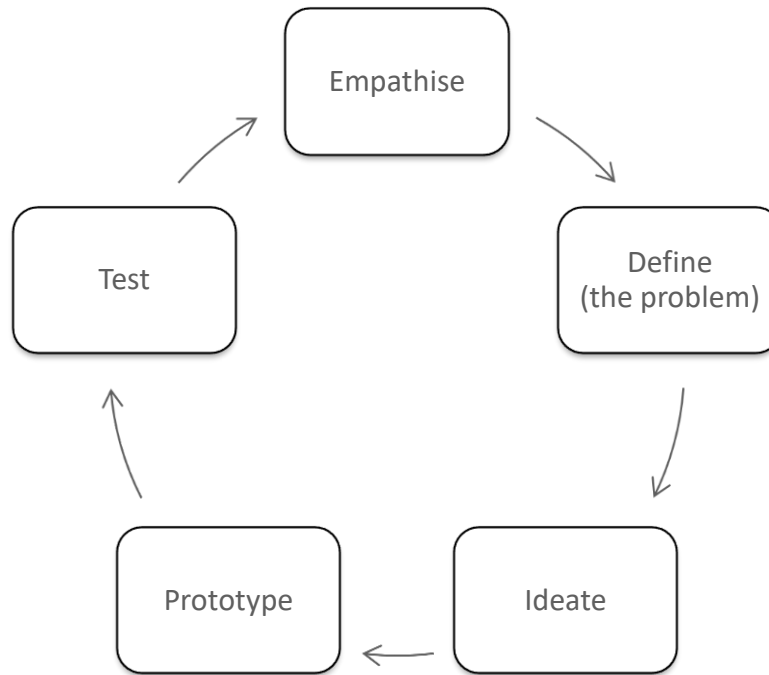 Empathise
Define
(the problem)
Ideate
Prototype
Test